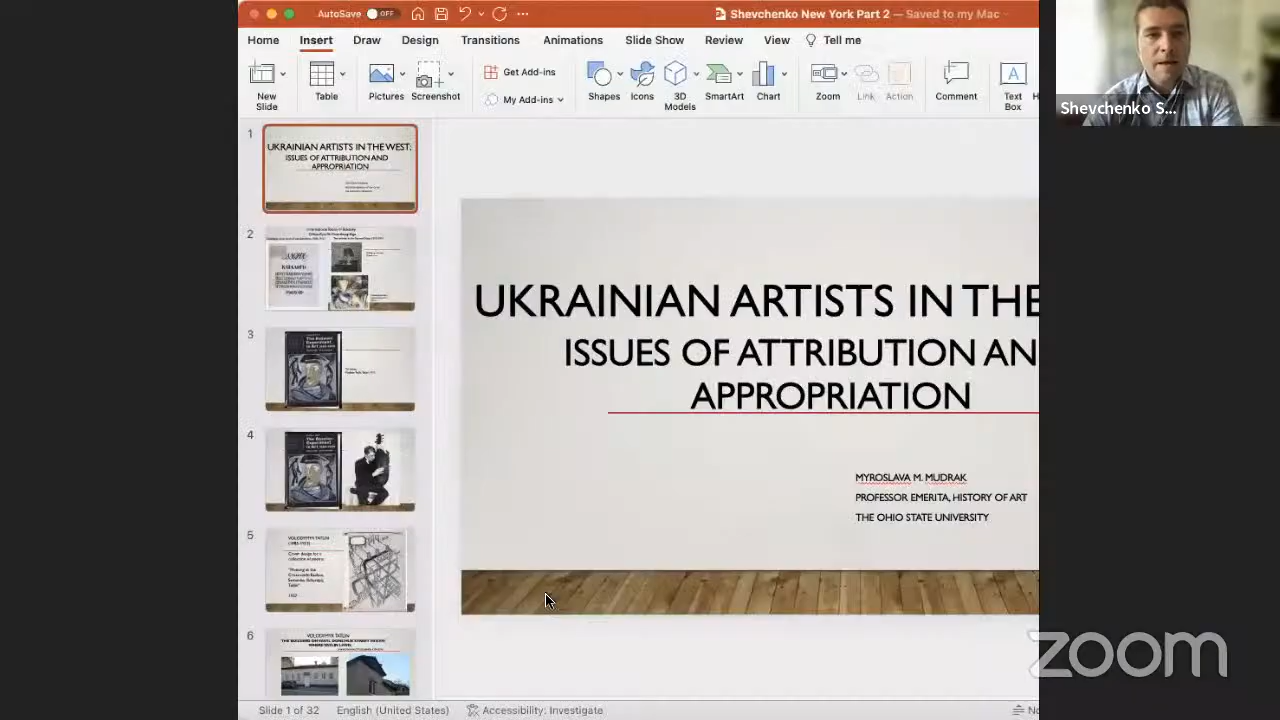 AutoSave OFF
Shevchenko New York Part 2 — Saved to my Mac
Home Insert Draw Design Transitions Animations Slide Show Review View Tell me
New Slide
Table
Pictures
Screenshot
Get Add-ins
My Add-ins
Shapes
Icons
3D Models
SmartArt
Chart
Zoom
Link
Action
Comment
Text Box
Shevchenko S...
1
UKRAINIAN ARTISTS IN THE WEST:
ISSUES OF ATTRIBUTION AND
APPROPRIATION
2
3
4
5
VOLODYMYR TATLIN
6
VOLODYMYR TATLIN
UKRAINIAN ARTISTS IN THE
ISSUES OF ATTRIBUTION AN
APPROPRIATION
MYROSLAVA M. MUDRAK
PROFESSOR EMERITA, HISTORY OF ART
THE OHIO STATE UNIVERSITY
zoom
Slide 1 of 32 English (United States) Accessibility: Investigate